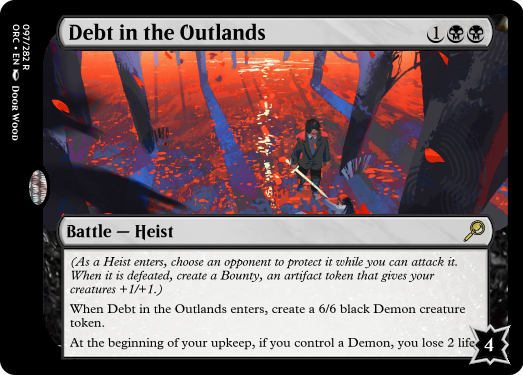 Debt in the Outlands 1
097/282 R
ORC • EN DOOR WOOD
Battle — Heist
(As a Heist enters, choose an opponent to protect it while you can attack it.
When it is defeated, create a Bounty, an artifact token that gives your
creatures +1/+1.)
When Debt in the Outlands enters, create a 6/6 black Demon creature
token.
At the beginning of your upkeep, if you control a Demon, you lose 2 life
4